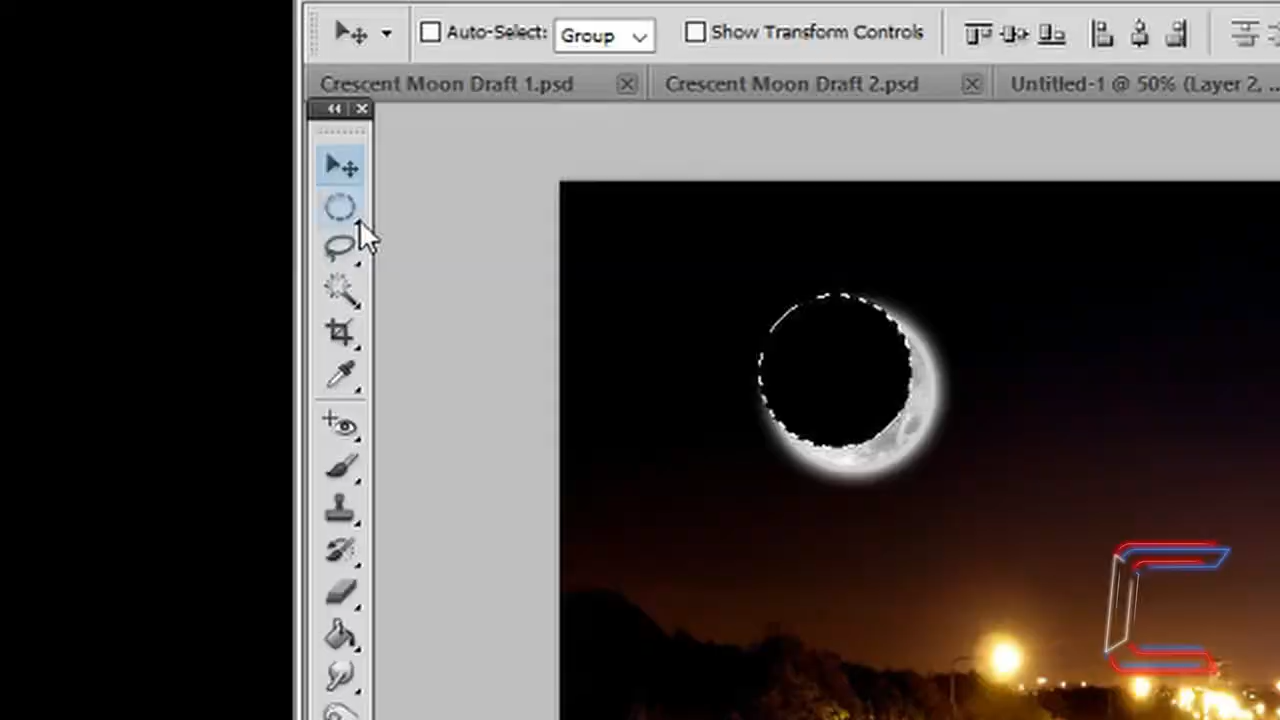 Auto-Select: Group Show Transform Controls
Crescent Moon Draft 1.psd Crescent Moon Draft 2.psd Untitled-1 @ 50% (Layer 2, ...